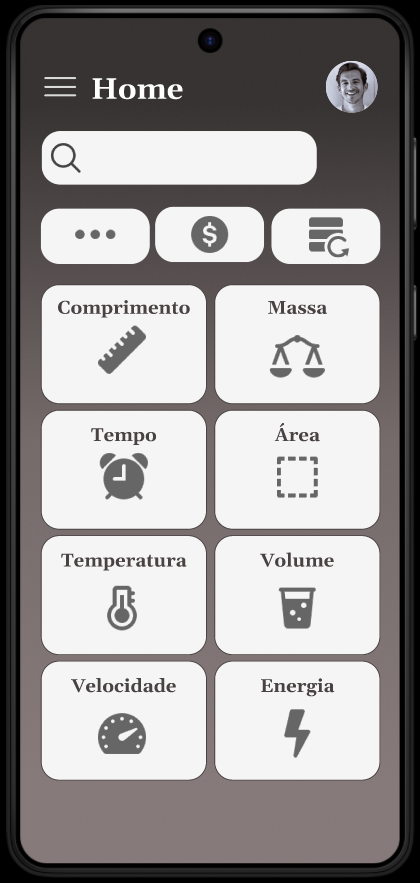 Home
Comprimento
Massa
Tempo
Área
Temperatura
Volume
Velocidade
Energia